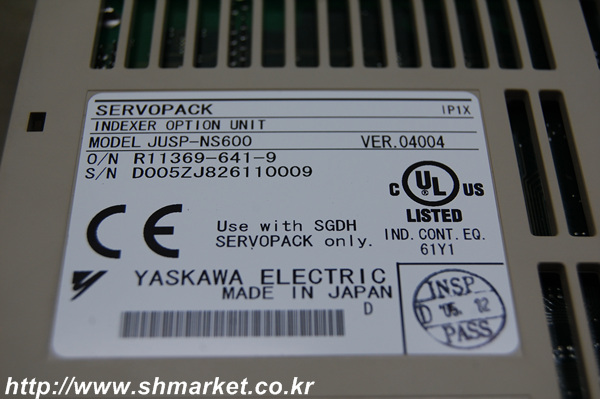 SERVOPACK IP1X
INDEXER OPTION UNIT
MODEL JUSP-NS600 VER.04004
O/N R11369-641-9
S/N D005ZJ826110009
CE
Use with SGDH
SERVOPACK only.
C UL US
LISTED
IND.CONT.EQ.
61Y1
YASKAWA ELECTRIC
MADE IN JAPAN
D
INSP
D '05. 12
PASS
http://www.shmarket.co.kr